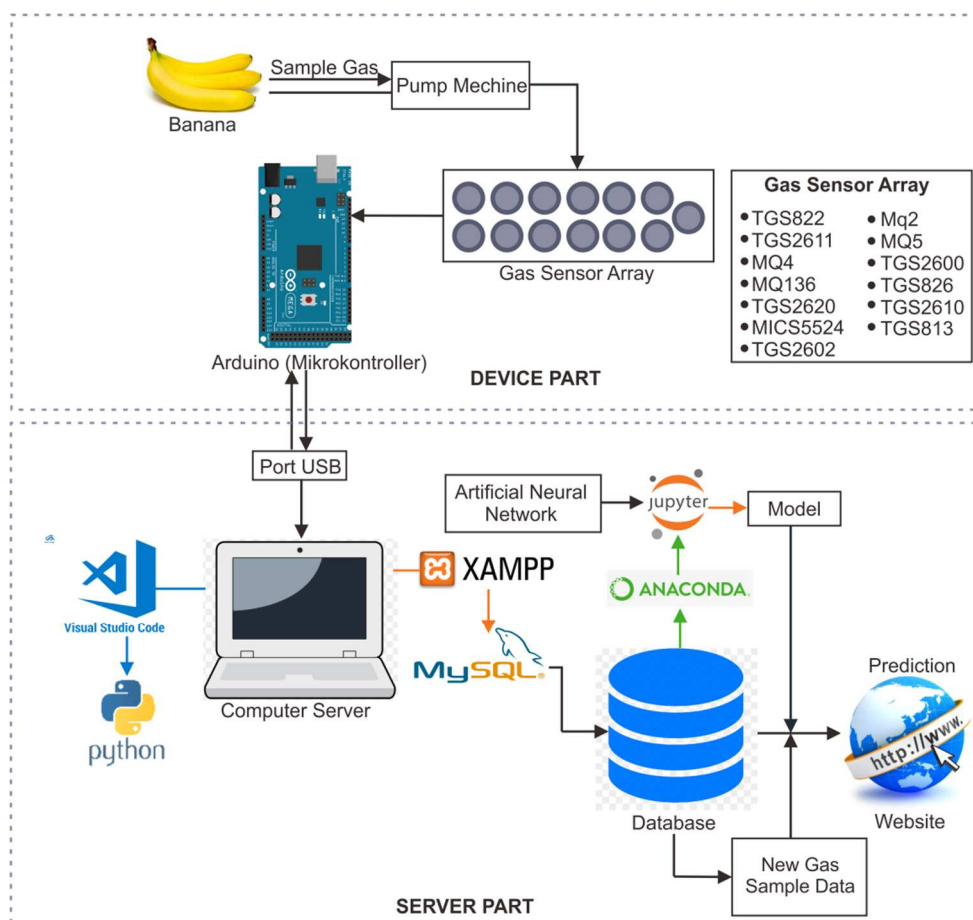 Sample Gas
Pump Mechine
Banana
Gas Sensor Array
Gas Sensor Array
• TGS822
• TGS2611
• MQ4
• MQ136
• TGS2620
• MICS5524
• TGS2602
• Mq2
• MQ5
• TGS2600
• TGS826
• TGS2610
• TGS813
ARDUINO
MEGA
Arduino (Mikrokontroller)
DEVICE PART
Port USB
Artificial Neural
Network
jupyter
Model
XAMPP
ANACONDA.
Visual Studio Code
MySQL®
python
Computer Server
Prediction
http://www.
Database
Website
New Gas
Sample Data
SERVER PART